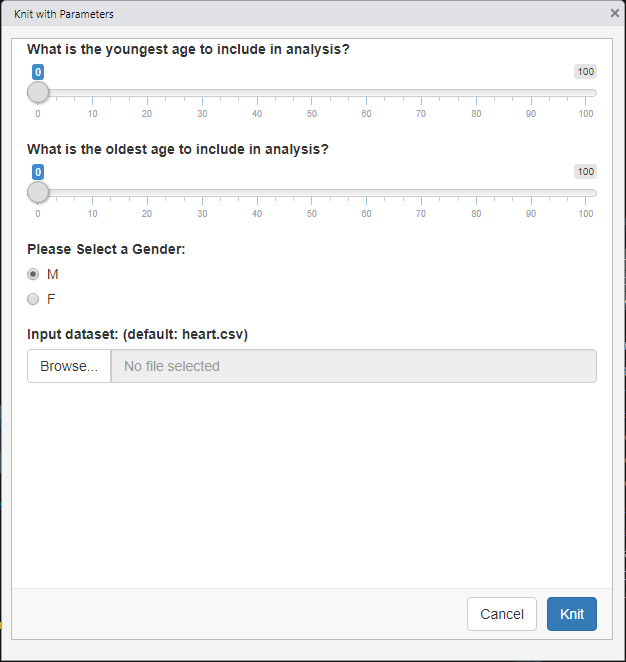 Knit with Parameters
What is the youngest age to include in analysis?
0 100
0 10 20 30 40 50 60 70 80 90 100
What is the oldest age to include in analysis?
0 100
0 10 20 30 40 50 60 70 80 90 100
Please Select a Gender:
M
F
Input dataset: (default: heart.csv)
Browse... No file selected
Cancel Knit